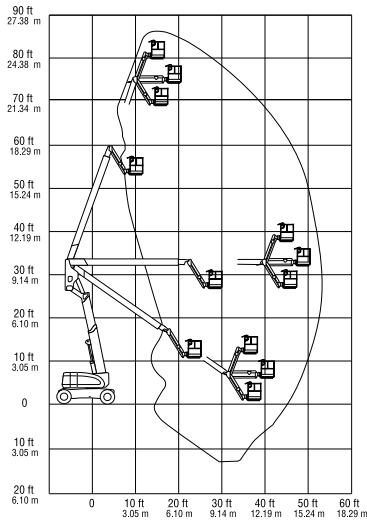 90 ft
27.38 m
80 ft
24.38 m
70 ft
21.34 m
60 ft
18.29 m
50 ft
15.24 m
40 ft
12.19 m
30 ft
9.14 m
20 ft
6.10 m
10 ft
3.05 m
0
10 ft
3.05 m
20 ft
6.10 m
0 10 ft 20 ft 30 ft 40 ft 50 ft 60 ft
3.05 m 6.10 m 9.14 m 12.19 m 15.24 m 18.29 m